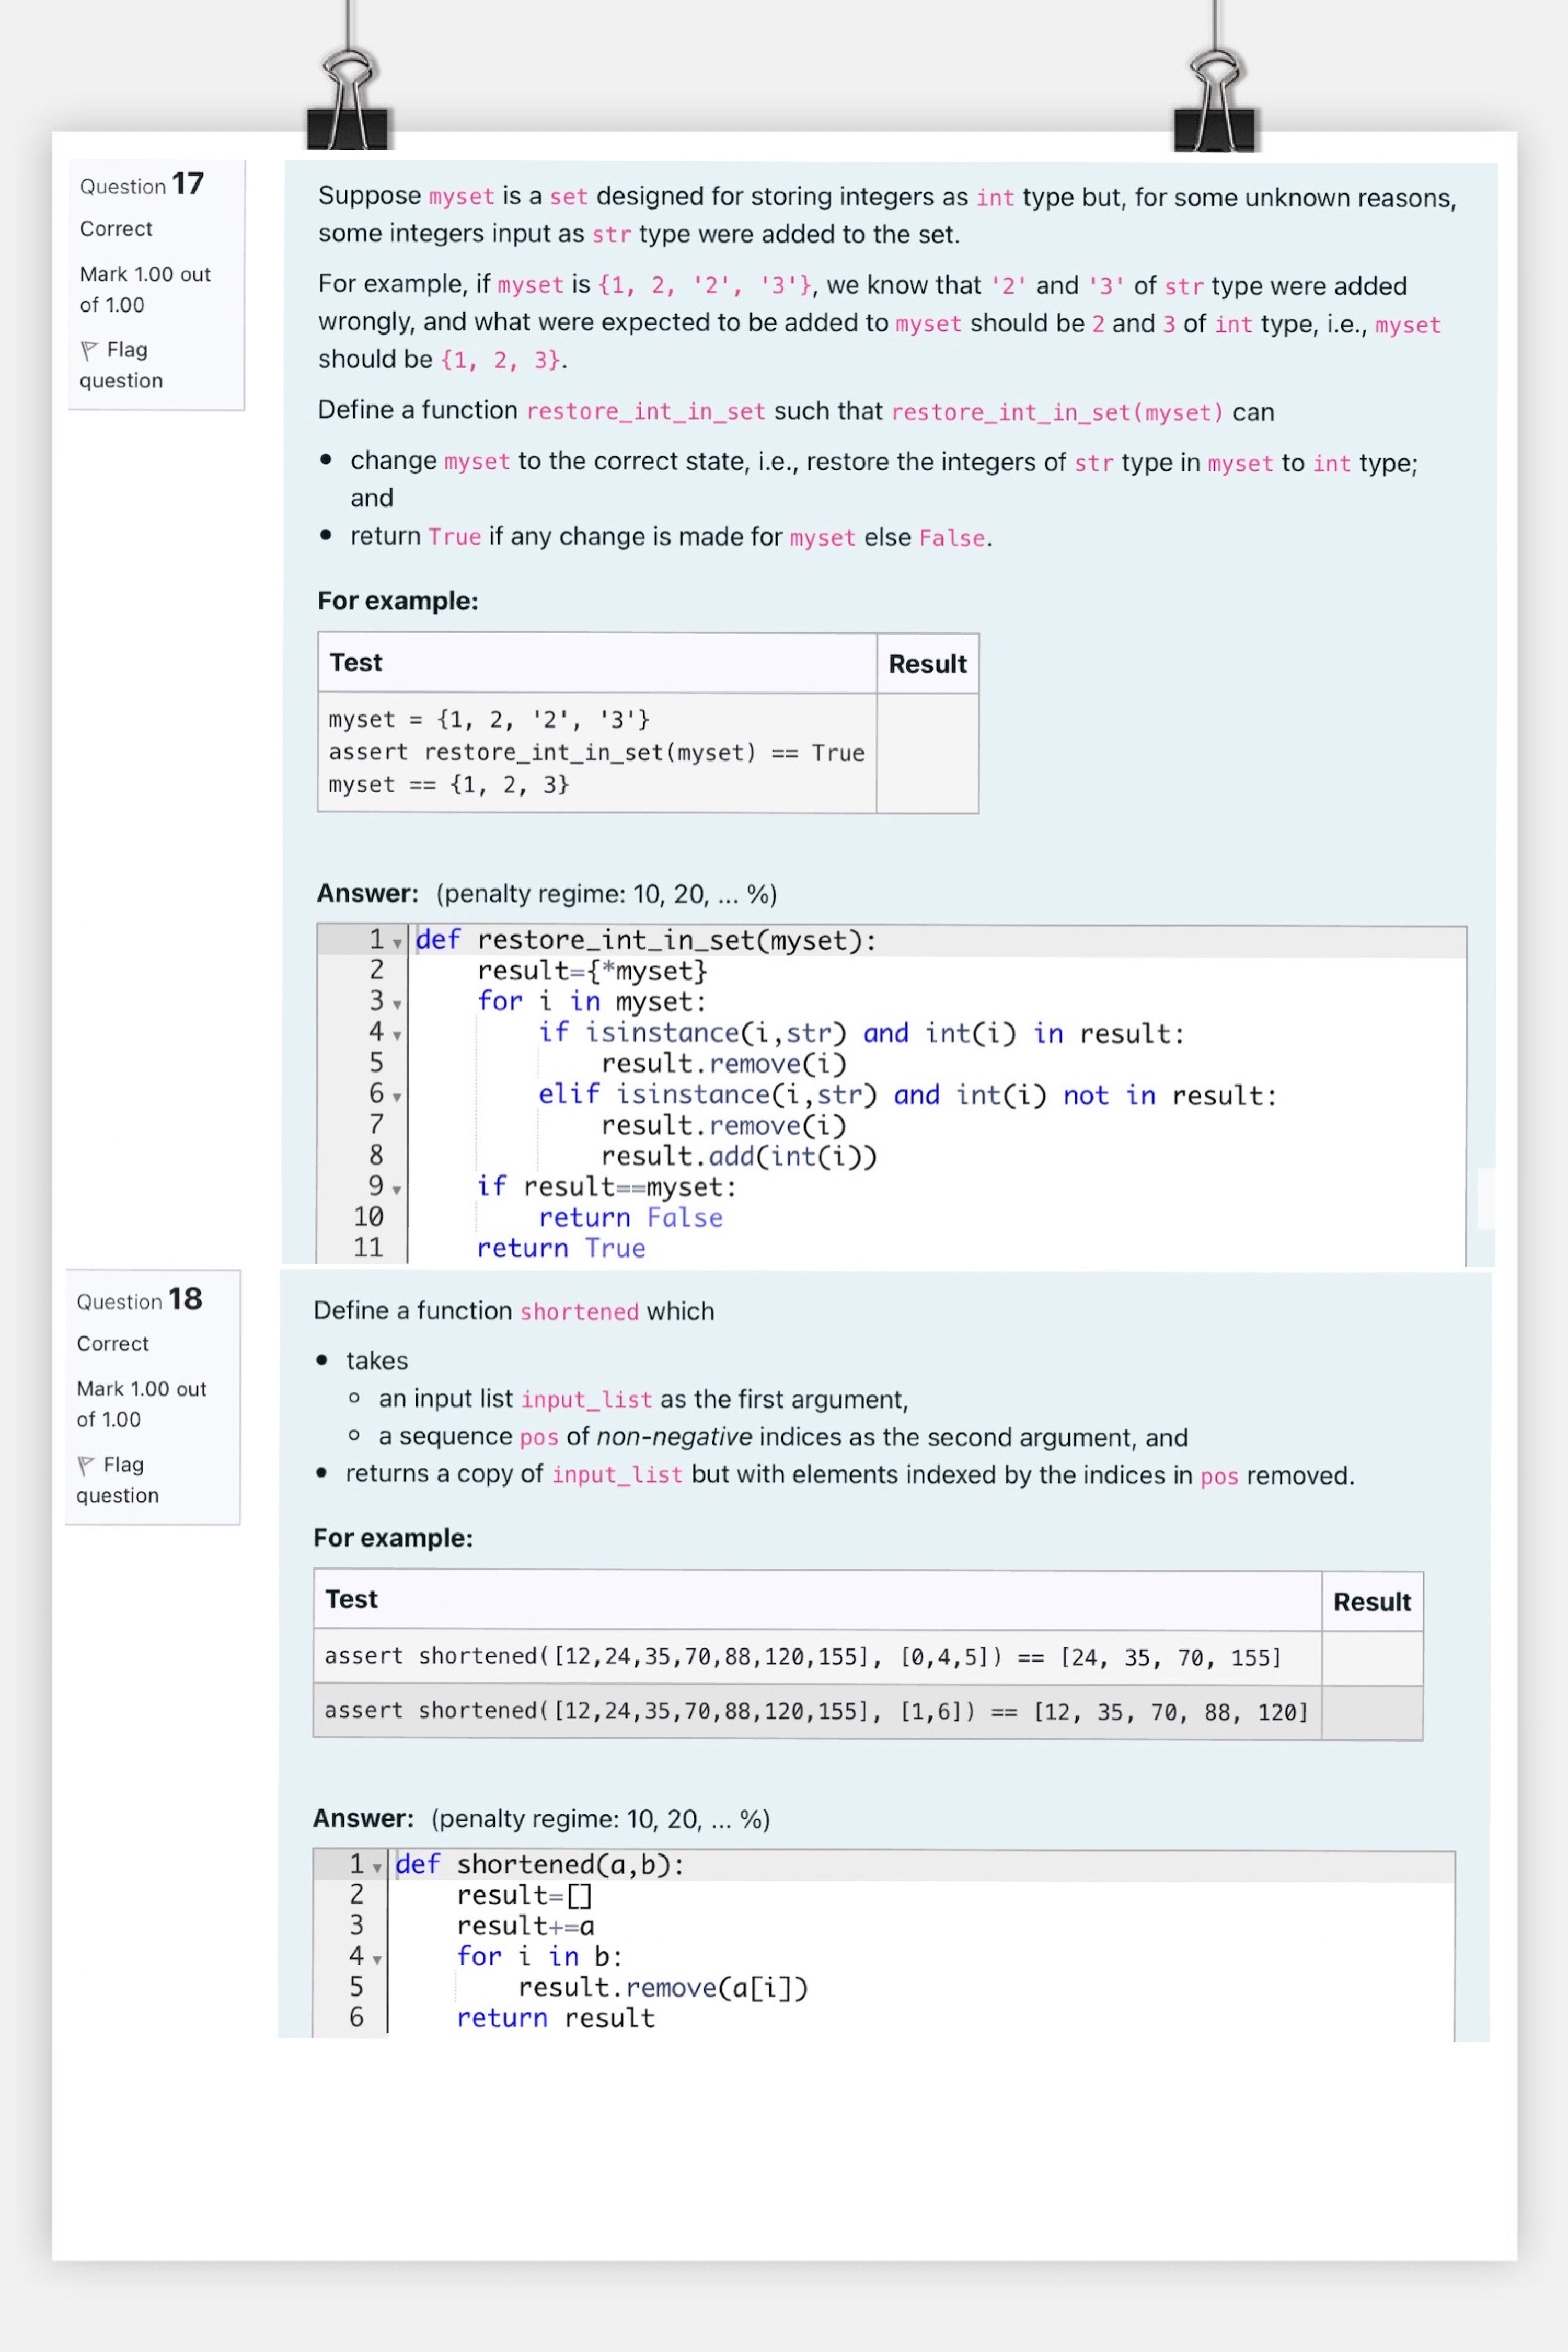 Question 17
Correct
Mark 1.00 out
of 1.00
Flag
question
Suppose myset is a set designed for storing integers as int type but, for some unknown reasons,
some integers input as str type were added to the set.
For example, if myset is {1, 2, '2', '3'}, we know that '2' and '3' of str type were added
wrongly, and what were expected to be added to myset should be 2 and 3 of int type, i.e., myset
should be {1, 2, 3}.
Define a function restore_int_in_set such that restore_int_in_set(myset) can
• change myset to the correct state, i.e., restore the integers of str type in myset to int type;
and
• return True if any change is made for myset else False.
For example:
Test Result
myset = {1, 2, '2', '3'}
assert restore_int_in_set(myset) == True
myset == {1, 2, 3}
Answer: (penalty regime: 10, 20, ... %)
1 def restore_int_in_set(myset):
2     result={*myset}
3     for i in myset:
4         if isinstance(i,str) and int(i) in result:
5             result.remove(i)
6         elif isinstance(i,str) and int(i) not in result:
7             result.remove(i)
8             result.add(int(i))
9     if result==myset:
10         return False
11     return True
Question 18
Correct
Mark 1.00 out
of 1.00
Flag
question
Define a function shortened which
• takes
◦ an input list input_list as the first argument,
◦ a sequence pos of non-negative indices as the second argument, and
• returns a copy of input_list but with elements indexed by the indices in pos removed.
For example:
Test Result
assert shortened([12,24,35,70,88,120,155], [0,4,5]) == [24, 35, 70, 155]
assert shortened([12,24,35,70,88,120,155], [1,6]) == [12, 35, 70, 88, 120]
Answer: (penalty regime: 10, 20, ... %)
1 def shortened(a,b):
2     result=[]
3     result+=a
4     for i in b:
5         result.remove(a[i])
6     return result